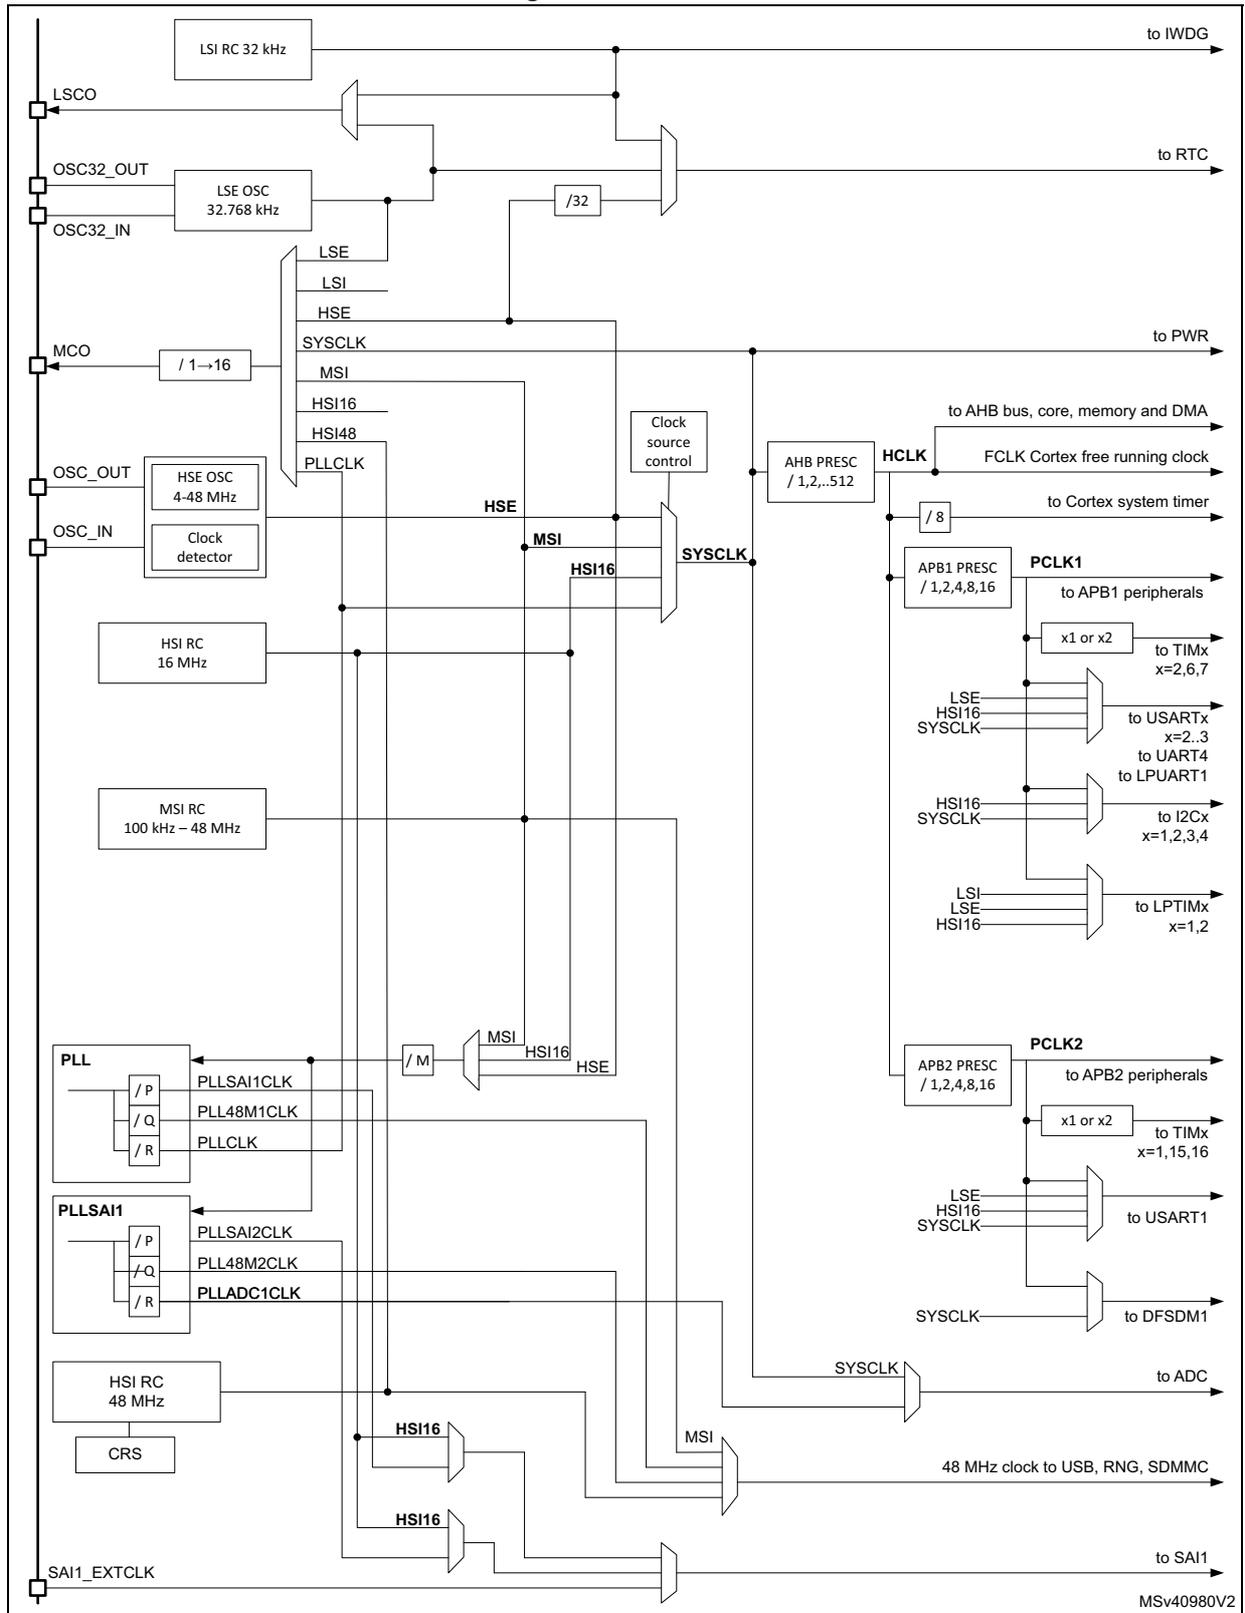 LSI RC 32 kHz
to IWDG
LSCO
to RTC
OSC32_OUT
LSE OSC
32.768 kHz
/32
OSC32_IN
LSE
LSI
HSE
SYSCLK
to PWR
MCO
/ 1→16
MSI
HSI16
HSI48
PLLCLK
Clock
source
control
to AHB bus, core, memory and DMA
AHB PRESC
/ 1,2,..512
HCLK
FCLK Cortex free running clock
OSC_OUT
HSE OSC
4-48 MHz
HSE
/ 8
to Cortex system timer
OSC_IN
Clock
detector
MSI
HSI16
SYSCLK
APB1 PRESC
/ 1,2,4,8,16
PCLK1
to APB1 peripherals
HSI RC
16 MHz
x1 or x2
to TIMx
x=2,6,7
LSE
HSI16
SYSCLK
to USARTx
x=2..3
to UART4
to LPUART1
MSI RC
100 kHz – 48 MHz
HSI16
SYSCLK
to I2Cx
x=1,2,3,4
LSI
LSE
HSI16
to LPTIMx
x=1,2
MSI
HSI16
HSE
/ M
PLL
/ P
PLLSAI1CLK
/ Q
PLL48M1CLK
/ R
PLLCLK
APB2 PRESC
/ 1,2,4,8,16
PCLK2
to APB2 peripherals
x1 or x2
to TIMx
x=1,15,16
PLLSAI1
/ P
PLLSAI2CLK
/ Q
PLL48M2CLK
/ R
PLLADC1CLK
LSE
HSI16
SYSCLK
to USART1
SYSCLK
to DFSDM1
HSI RC
48 MHz
CRS
SYSCLK
to ADC
HSI16
MSI
48 MHz clock to USB, RNG, SDMMC
HSI16
SAI1_EXTCLK
to SAI1
MSv40980V2